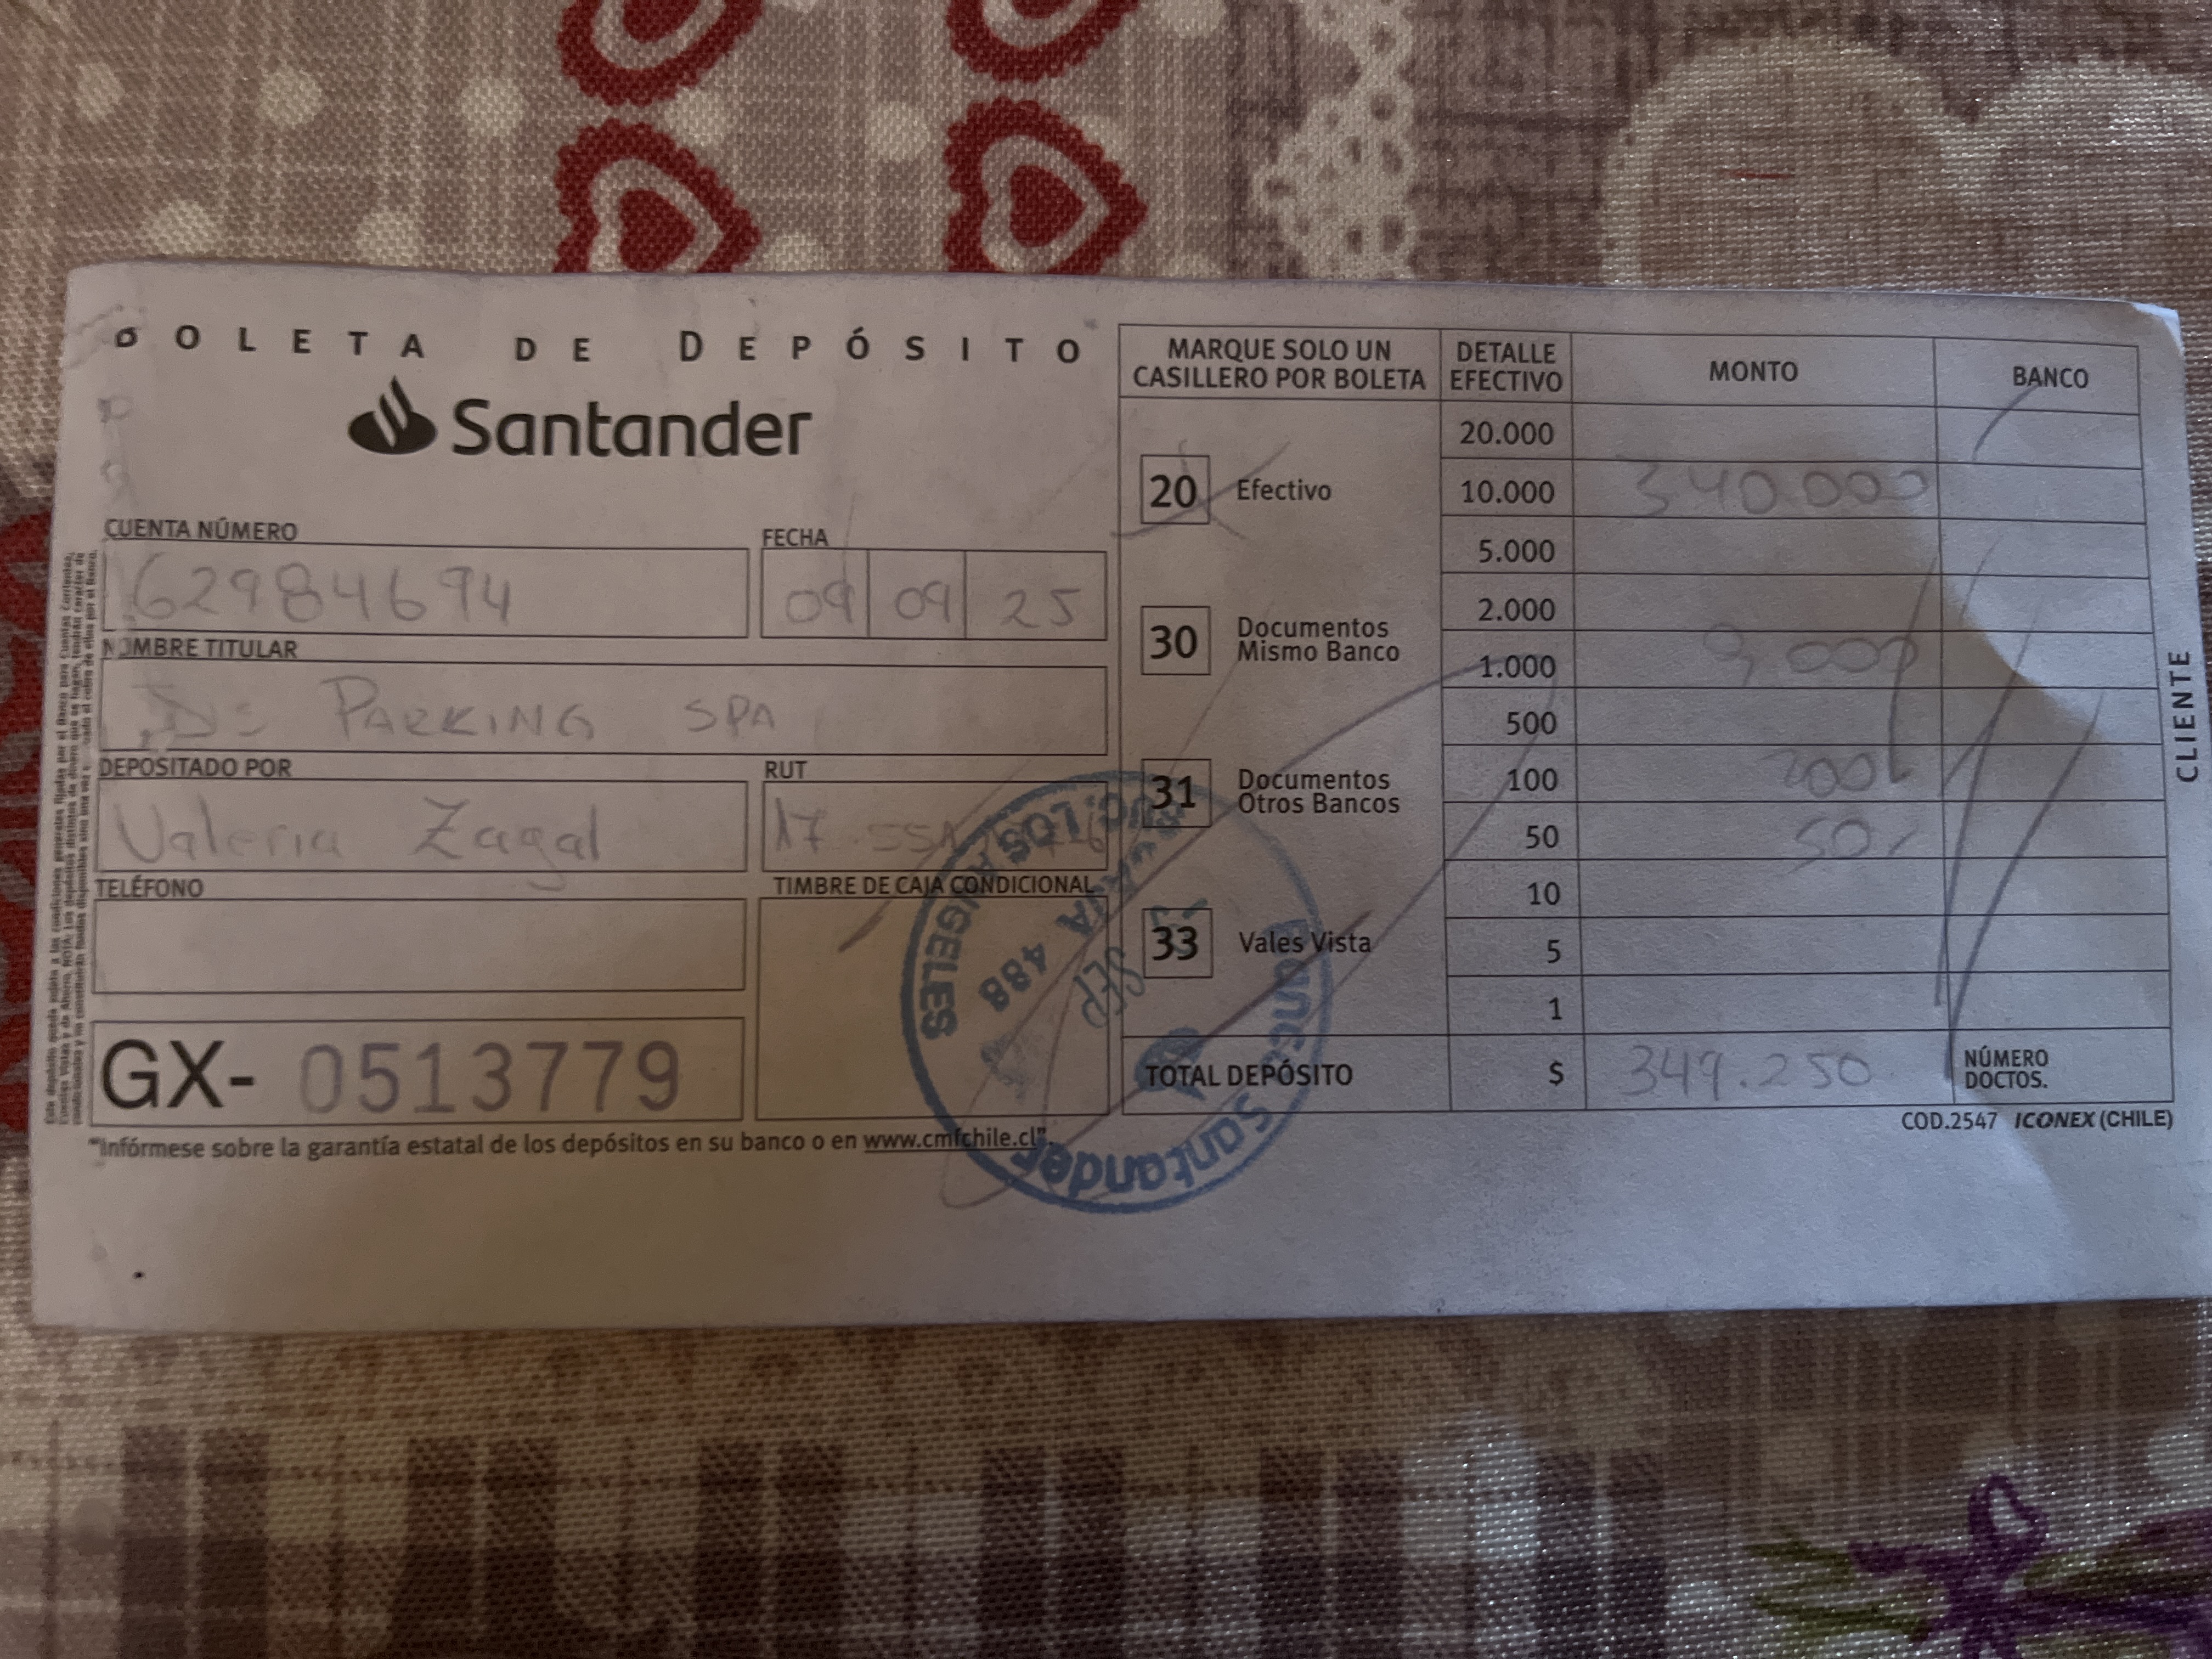 BOLETA DE DEPÓSITO
Santander
CUENTA NÚMERO
62984694
FECHA
09 09 25
NOMBRE TITULAR
PARKING SPA
DEPOSITADO POR
Valeria Zagal
RUT
17.
TELÉFONO
TIMBRE DE CAJA CONDICIONAL
GX- 0513779
"Infórmese sobre la garantía estatal de los depósitos en su banco o en www.cmfchile.cl".
MARQUE SOLO UN
CASILLERO POR BOLETA
20 Efectivo
30 Documentos
Mismo Banco
31 Documentos
Otros Bancos
33 Vales Vista
DETALLE
EFECTIVO
MONTO
BANCO
20.000
10.000 340.000
5.000
2.000
1.000 9.000
500
100 200
50 50
10
5
1
TOTAL DEPÓSITO $ 349.250
NÚMERO
DOCTOS.
COD.2547 ICONEX (CHILE)
CLIENTE
Banco Santander
LOS ANGELES
488
SEP